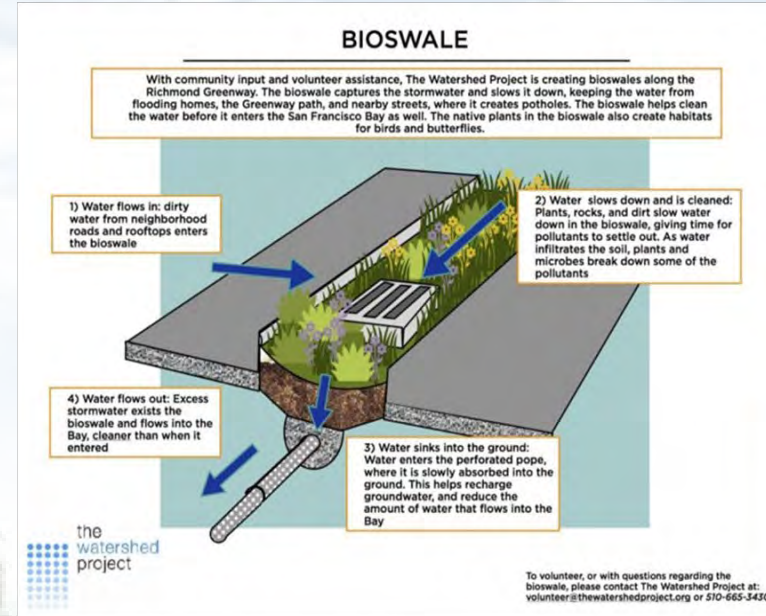 BIOSWALE
With community input and volunteer assistance, The Watershed Project is creating bioswales along the
Richmond Greenway. The bioswale captures the stormwater and slows it down, keeping the water from
flooding homes, the Greenway path, and nearby streets, where it creates potholes. The bioswale helps clean
the water before it enters the San Francisco Bay as well. The native plants in the bioswale also create habitats
for birds and butterflies.
1) Water flows in: dirty
water from neighborhood
roads and rooftops enters
the bioswale
2) Water slows down and is cleaned:
Plants, rocks, and dirt slow water
down in the bioswale, giving time for
pollutants to settle out. As water
infiltrates the soil, plants and
microbes break down some of the
pollutants
3) Water sinks into the ground:
Water enters the perforated pope,
where it is slowly absorbed into the
ground. This helps recharge
groundwater, and reduce the
amount of water that flows into the
Bay
4) Water flows out: Excess
stormwater exists the
bioswale and flows into the
Bay, cleaner than when it
entered
the
watershed
project
To volunteer, or with questions regarding the
bioswale, please contact The Watershed Project at:
volunteer@thewatershedproject.org or 510-665-3430